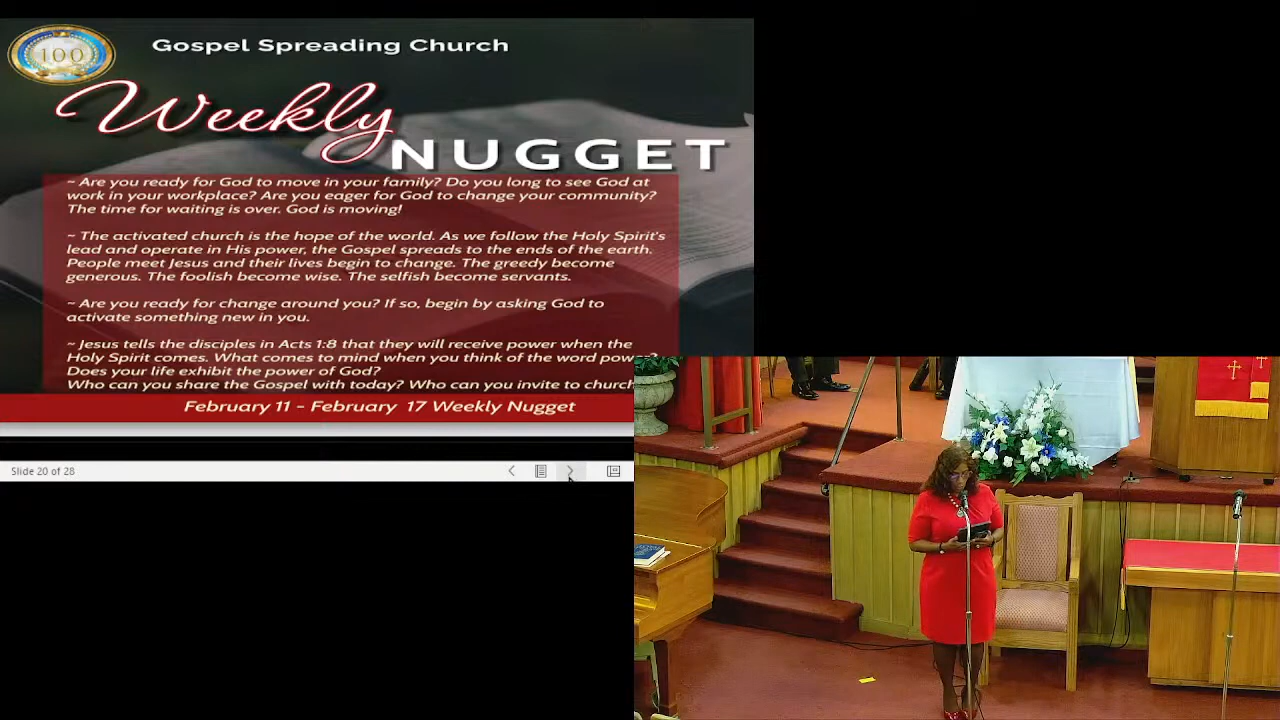 100
Gospel Spreading Church
Weekly
NUGGET
~ Are you ready for God to move in your family? Do you long to see God at
work in your workplace? Are you eager for God to change your community?
The time for waiting is over. God is moving!
~ The activated church is the hope of the world. As we follow the Holy Spirit's
lead and operate in His power, the Gospel spreads to the ends of the earth.
People meet Jesus and their lives begin to change. The greedy become
generous. The foolish become wise. The selfish become servants.
~ Are you ready for change around you? If so, begin by asking God to
activate something new in you.
~ Jesus tells the disciples in Acts 1:8 that they will receive power when the
Holy Spirit comes. What comes to mind when you think of the word pow
Does your life exhibit the power of God?
Who can you share the Gospel with today? Who can you invite to church
February 11 - February 17 Weekly Nugget
Slide 20 of 28